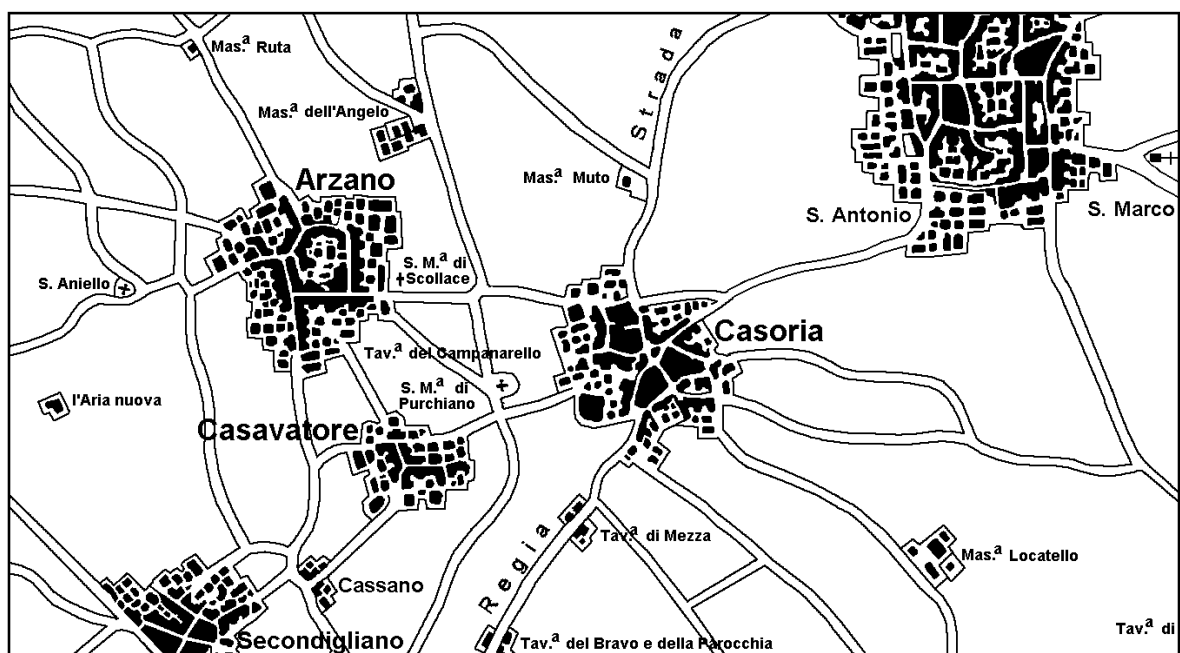 Mas.ª Ruta
Strada
Mas.ª dell'Angelo
Arzano
Mas.ª Muto
S. Antonio
S. Marco
S. M.ª di
Scollace
S. Aniello
Casoria
Tav.ª del Campanarello
S. M.ª di
Purchiano
l'Aria nuova
Casavatore
Regia
Tav.ª di Mezza
Mas.ª Locatello
Cassano
Secondigliano
Tav.ª del Bravo e della Parocchia
Tav.ª di